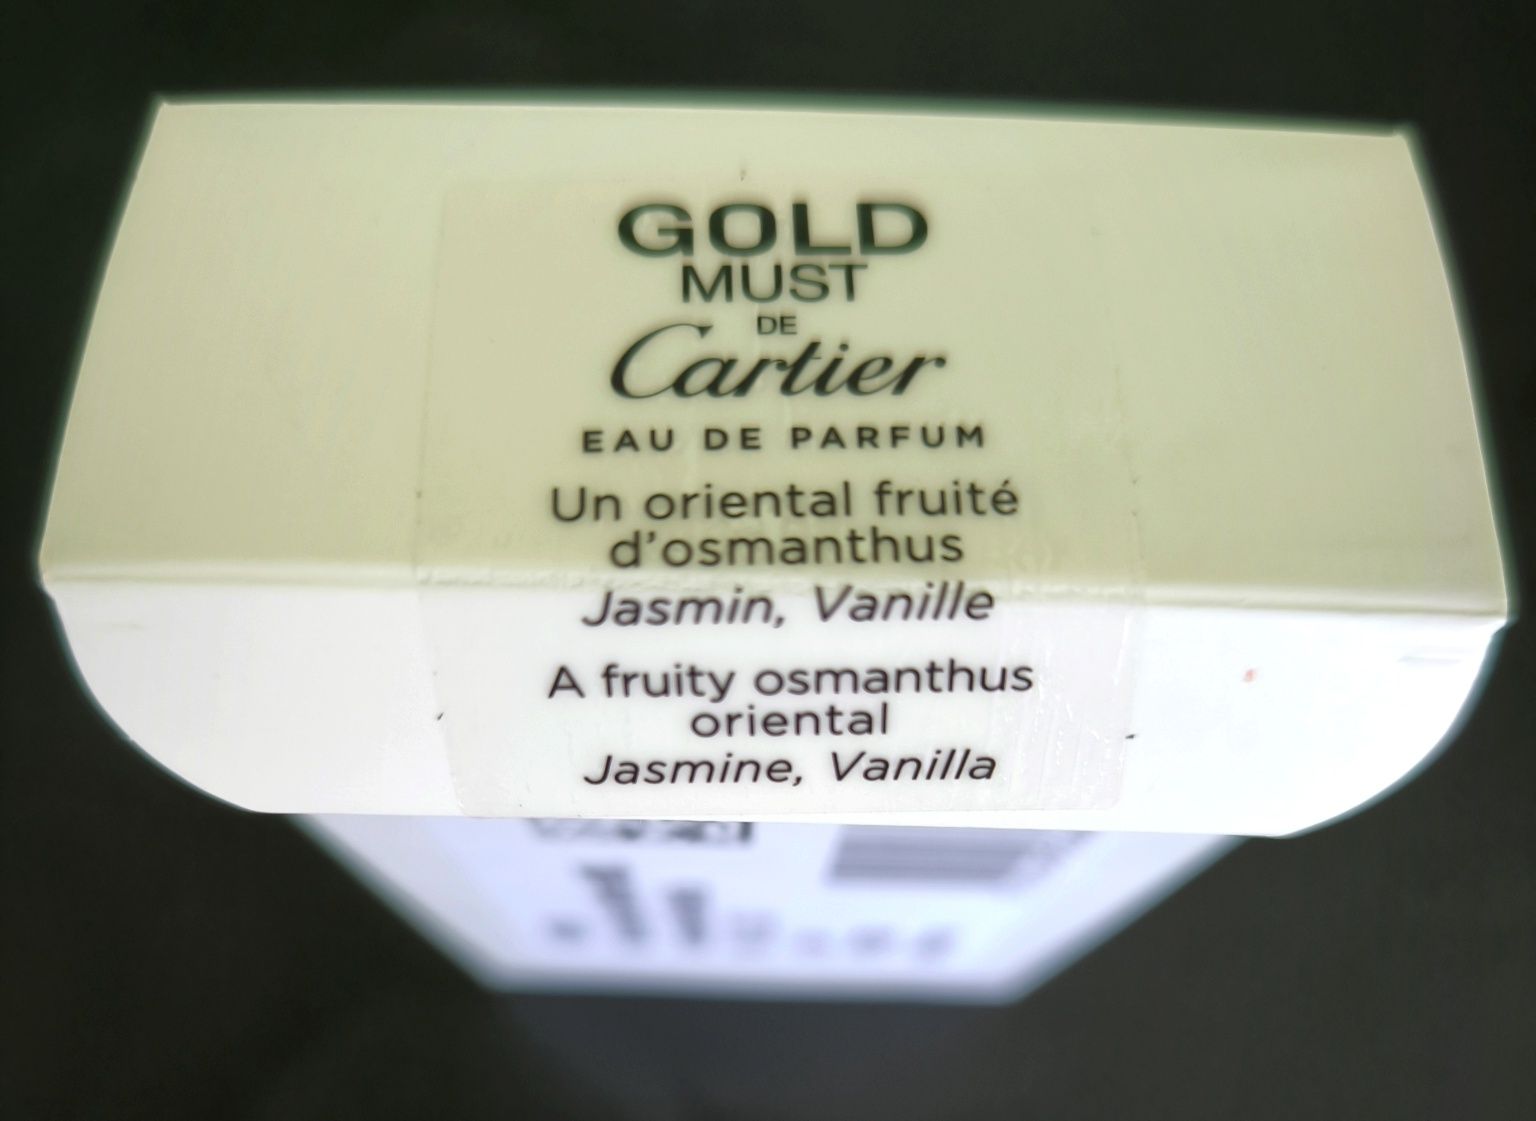 GOLD
MUST
DE
Cartier
EAU DE PARFUM
Un oriental fruité
d’osmanthus
Jasmin, Vanille
A fruity osmanthus
oriental
Jasmine, Vanilla